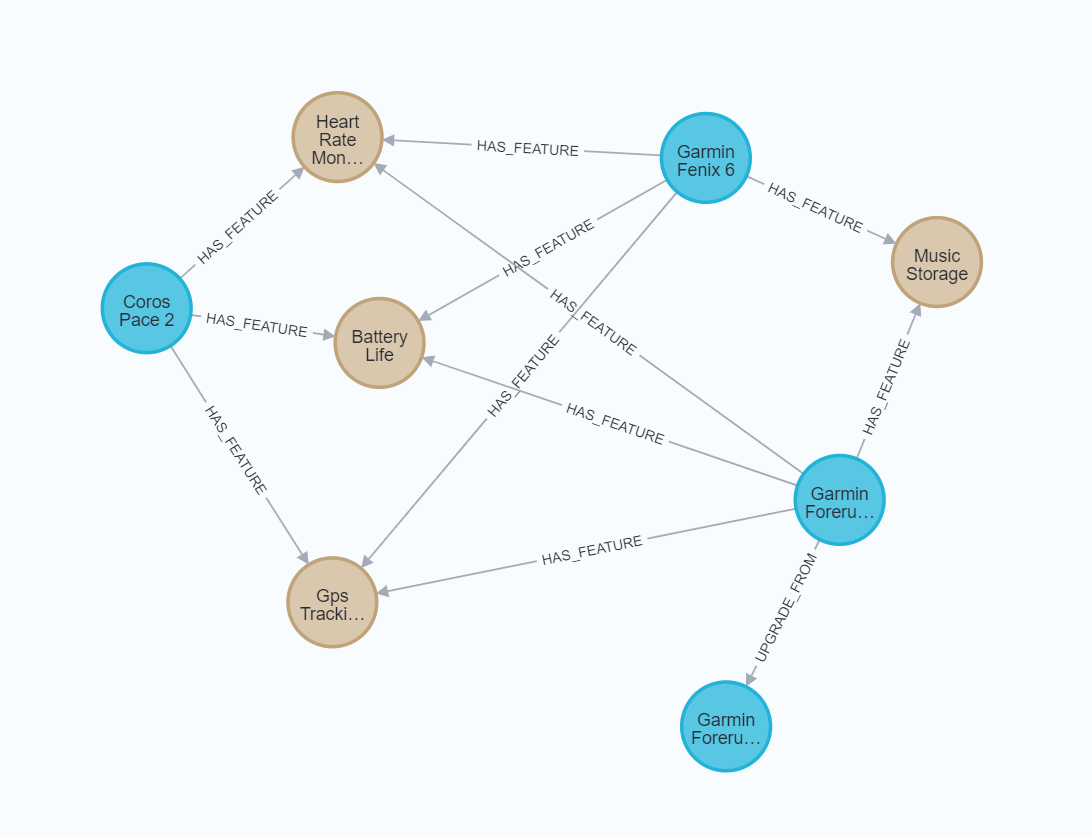 Heart
Rate
Mon…
HAS_FEATURE
Garmin
Fenix 6
HAS_FEATURE
HAS_FEATURE
HAS_FEATURE
Music
Storage
Coros
Pace 2
HAS_FEATURE
HAS_FEATURE
Battery
Life
HAS_FEATURE
HAS_FEATURE
HAS_FEATURE
HAS_FEATURE
HAS_FEATURE
Garmin
Foreru…
HAS_FEATURE
Gps
Tracki…
UPGRADE_FROM
Garmin
Foreru…